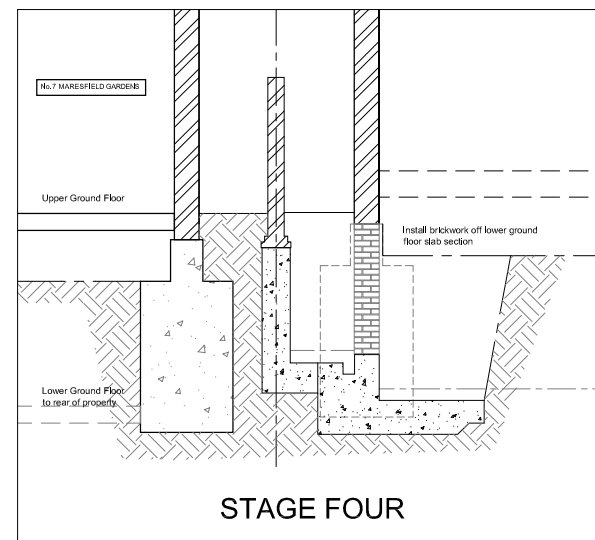 No.7 MARESFIELD GARDENS
Upper Ground Floor
Install brickwork off lower ground
floor slab section
Lower Ground Floor
to rear of property
STAGE FOUR